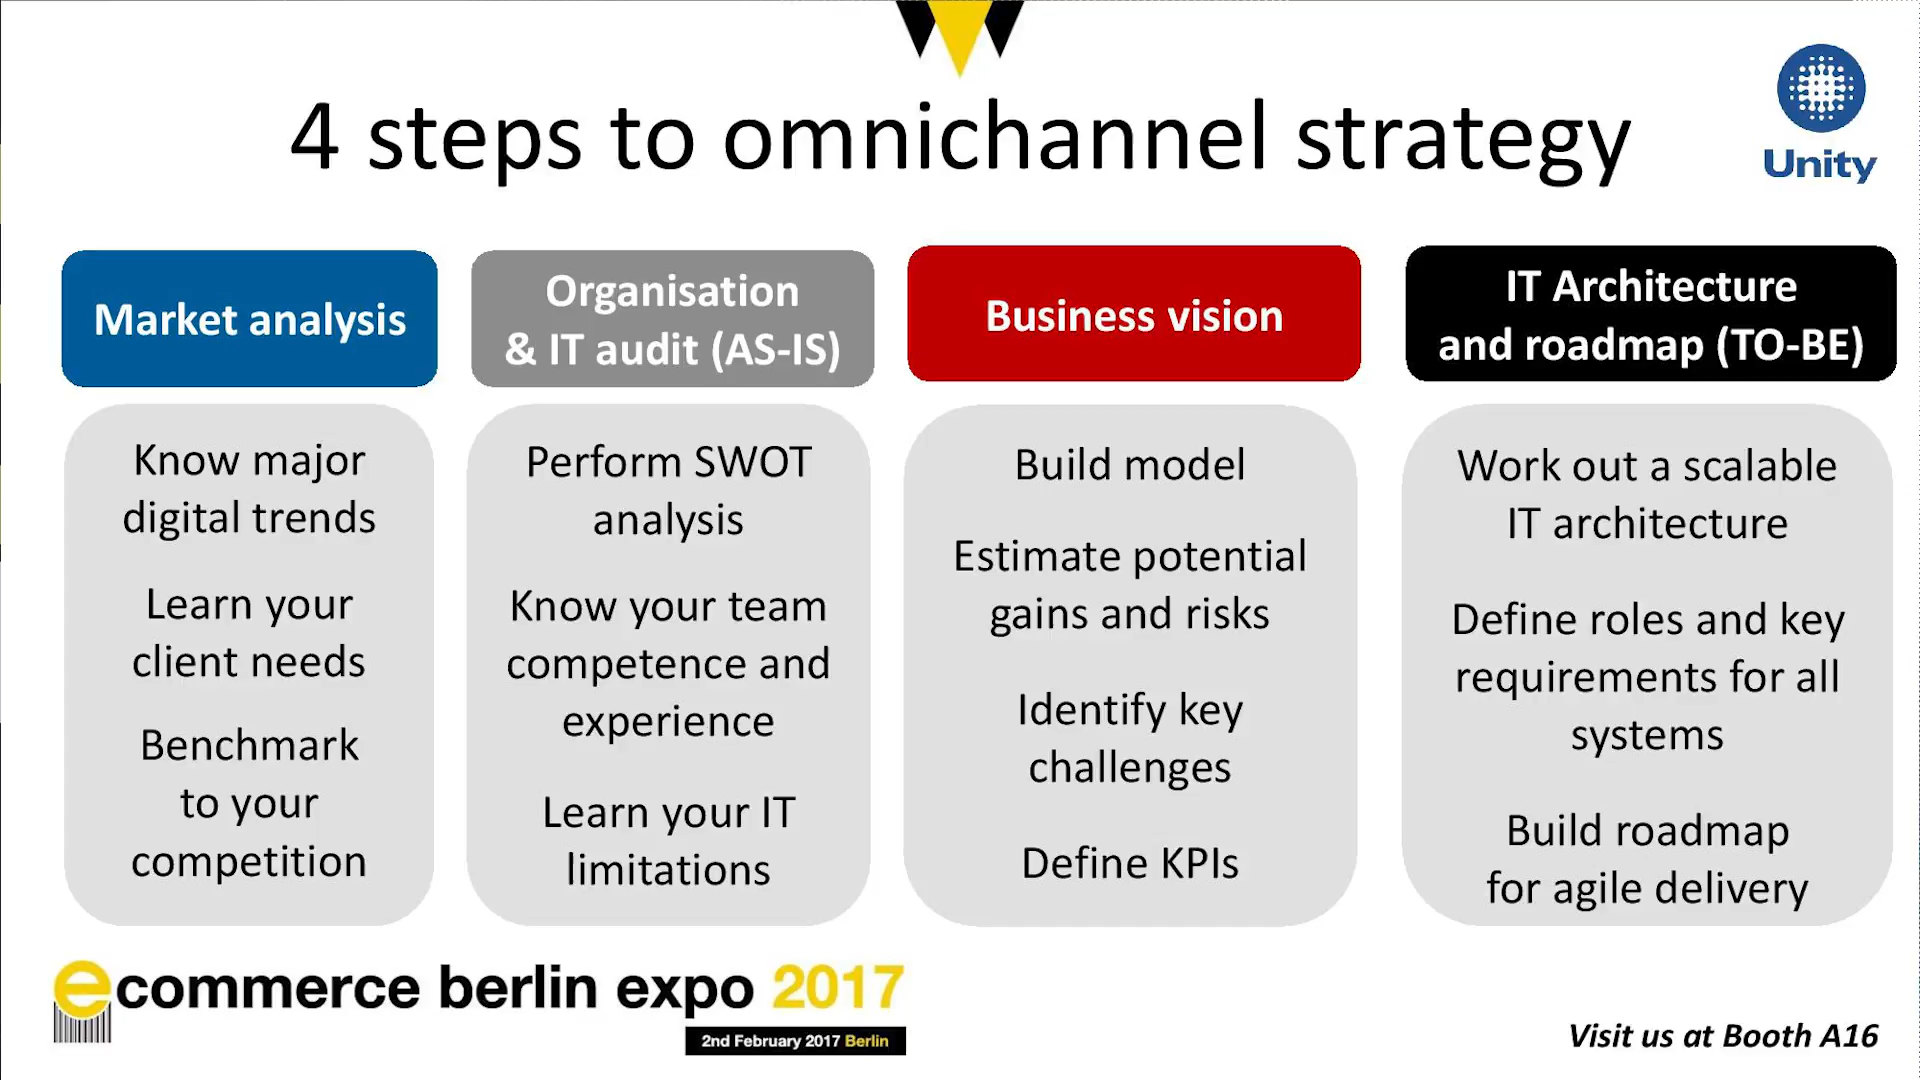 4 steps to omnichannel strategy
Unity
Market analysis
Know major
digital trends
Learn your
client needs
Benchmark
to your
competition
Organisation
& IT audit (AS-IS)
Perform SWOT
analysis
Know your team
competence and
experience
Learn your IT
limitations
Business vision
Build model
Estimate potential
gains and risks
Identify key
challenges
Define KPIs
IT Architecture
and roadmap (TO-BE)
Work out a scalable
IT architecture
Define roles and key
requirements for all
systems
Build roadmap
for agile delivery
ecommerce berlin expo 2017
2nd February 2017 Berlin
Visit us at Booth A16